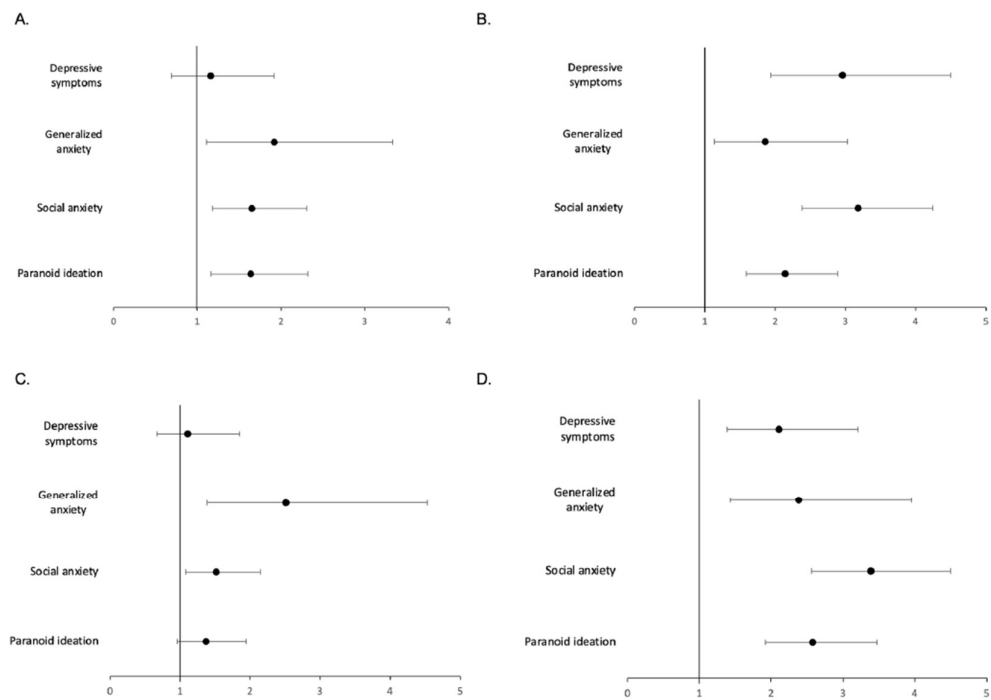 A.
Depressive
symptoms
Generalized
anxiety
Social anxiety
Paranoid ideation
0 1 2 3 4
B.
Depressive
symptoms
Generalized
anxiety
Social anxiety
Paranoid ideation
0 1 2 3 4 5
C.
Depressive
symptoms
Generalized
anxiety
Social anxiety
Paranoid ideation
0 1 2 3 4 5
D.
Depressive
symptoms
Generalized
anxiety
Social anxiety
Paranoid ideation
0 1 2 3 4 5